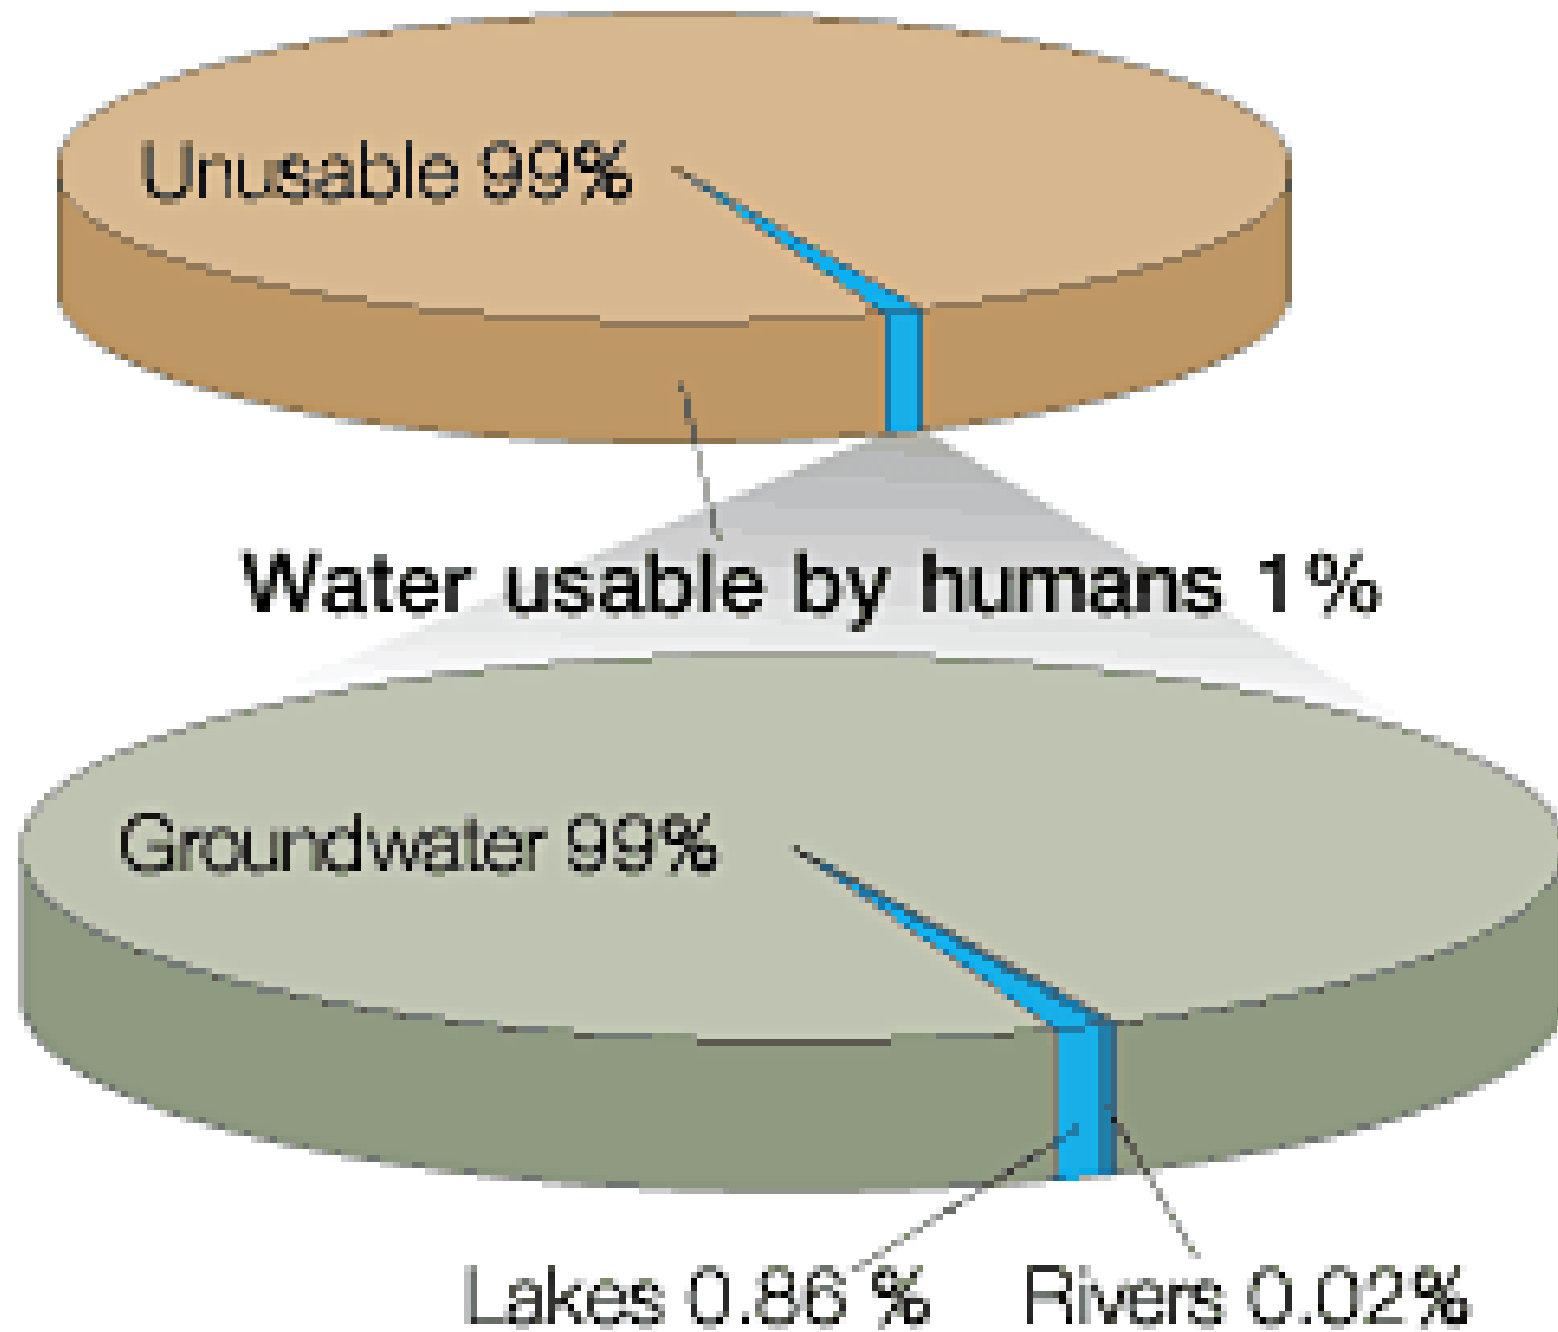 Unusable 99%
Water usable by humans 1%
Groundwater 99%
Lakes 0.86 % Rivers 0.02%